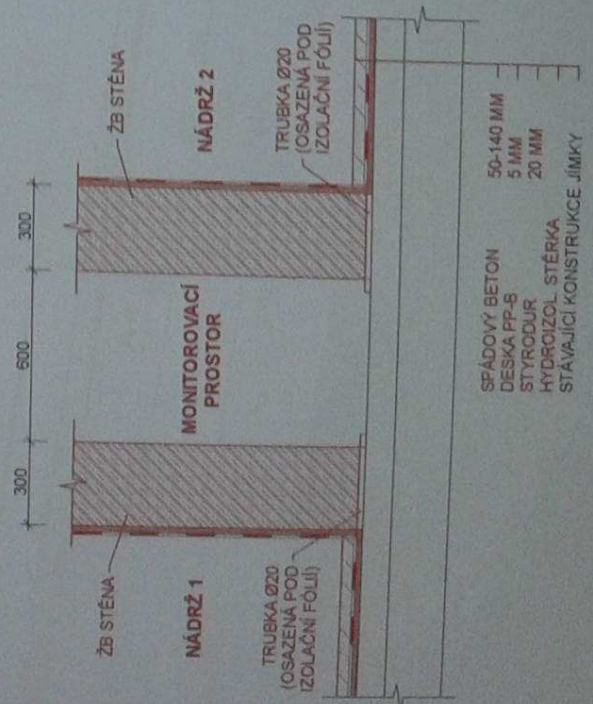 300
600
300
ŽB STĚNA
ŽB STĚNA
NÁDRŽ 1
MONITOROVACÍ
PROSTOR
NÁDRŽ 2
TRUBKA Ø20
(OSAZENÁ POD
IZOLAČNÍ FÓLIÍ)
TRUBKA Ø20
(OSAZENÁ POD
IZOLAČNÍ FÓLIÍ)
SPÁDOVÝ BETON 50-140 MM
DESKA PP-B 5 MM
STYRODUR 20 MM
HYDROIZOL. STĚRKA
STÁVAJÍCÍ KONSTRUKCE JÍMKY